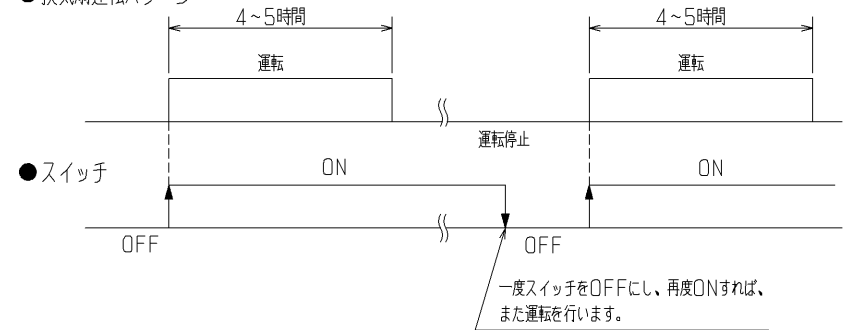 4~5時間
4~5時間
運転
運転
運転停止
●スイッチ
ON
ON
OFF
OFF
一度スイッチをOFFにし、再度ONすれば、
また運転を行います。